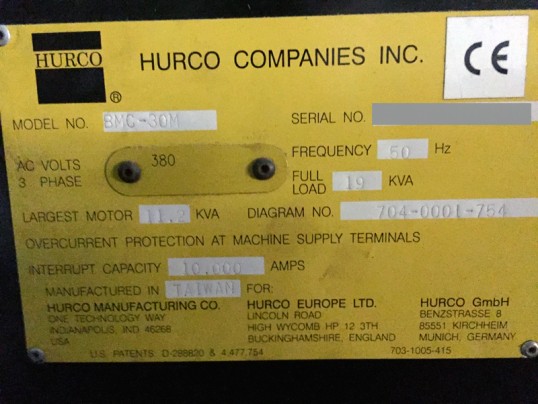 HURCO
®
HURCO COMPANIES INC.
CE
MODEL NO. BMC-30M
SERIAL NO.
AC VOLTS
3 PHASE
380
FREQUENCY 50 Hz
FULL
LOAD 19 KVA
LARGEST MOTOR 11.2 KVA DIAGRAM NO. 704-0001-764
OVERCURRENT PROTECTION AT MACHINE SUPPLY TERMINALS
INTERRUPT CAPACITY 10,000 AMPS
MANUFACTURED IN TAIWAN FOR:
HURCO MANUFACTURING CO.
ONE TECHNOLOGY WAY
INDIANAPOLIS, IND 46268
USA
HURCO EUROPE LTD.
LINCOLN ROAD
HIGH WYCOMB HP 12 3TH
BUCKINGHAMSHIRE, ENGLAND
HURCO GmbH
BENZSTRASSE 8
85551 KIRCHHEIM
MUNICH, GERMANY
U.S. PATENTS D-288820 & 4,477,754
703-1005-415